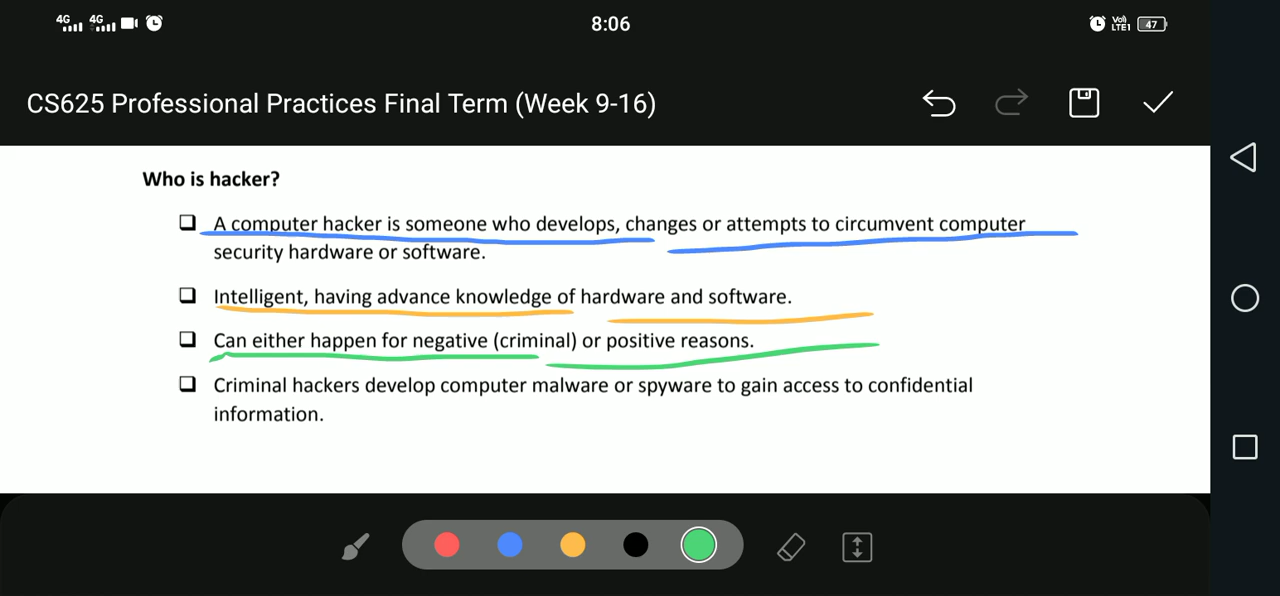 4G 4G 8:06 Vo) LTE1 47
CS625 Professional Practices Final Term (Week 9-16)
Who is hacker?
A computer hacker is someone who develops, changes or attempts to circumvent computer
security hardware or software.
Intelligent, having advance knowledge of hardware and software.
Can either happen for negative (criminal) or positive reasons.
Criminal hackers develop computer malware or spyware to gain access to confidential
information.